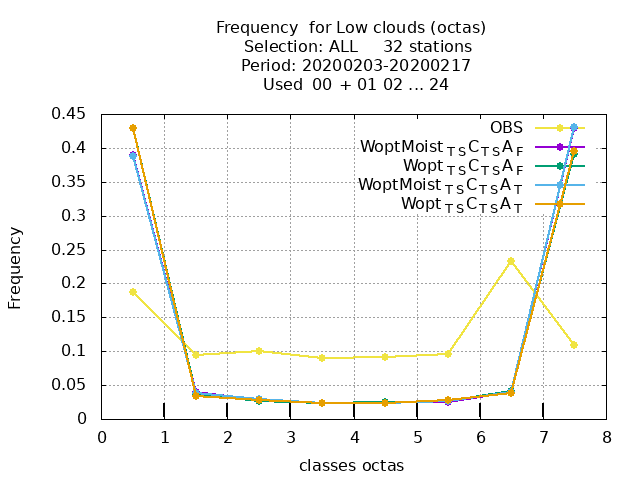 Frequency  for Low clouds (octas)
Selection: ALL     32 stations
Period: 20200203-20200217
Used  00 + 01 02 ... 24
0.45
0.4
0.35
0.3
0.25
0.2
0.15
0.1
0.05
0
Frequency
OBS
WoptMoist TS C TS A F
Wopt TS C TS A F
WoptMoist TS C TS A T
Wopt TS C TS A T
0 1 2 3 4 5 6 7 8
classes octas